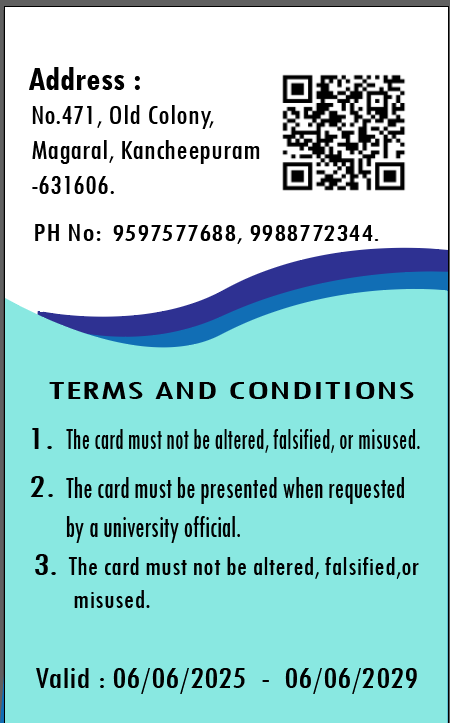 Address :
No.471, Old Colony,
Magaral, Kancheepuram
-631606.
PH No: 9597577688, 9988772344.
TERMS AND CONDITIONS
1. The card must not be altered, falsified, or misused.
2. The card must be presented when requested
by a university official.
3. The card must not be altered, falsified,or
misused.
Valid : 06/06/2025 - 06/06/2029